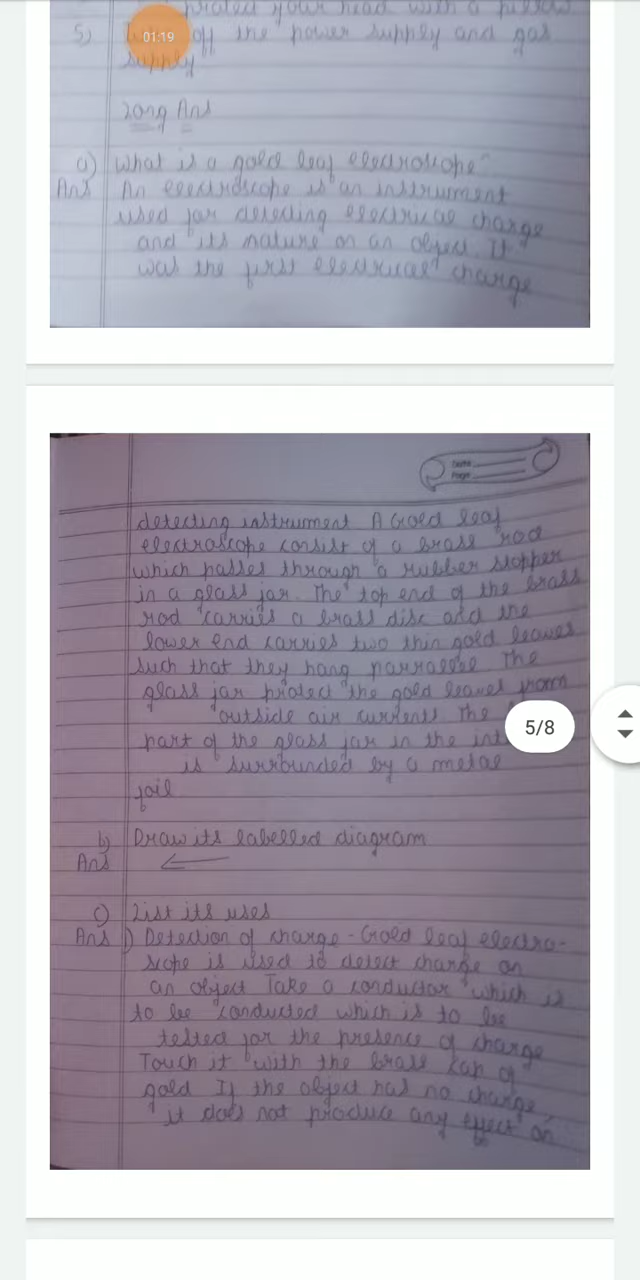 protect your head with a pillow
5) off the power supply and gas
01:19
supply
Long Ans
a) What is a gold leaf electroscope
Ans An electroscope is an instrument
used for detecting electrical charge
and its nature on an object. It
was the first electrical charge
Date
Page
detecting instrument A Gold leaf
electroscope consist of a brass rod
which passes through a rubber stopper
in a glass jar. The top end of the brass
rod carries a brass disc and the
lower end carries two thin gold leaves
such that they hang The
glass jar protect the gold leaves from
outside air currents. The
5/8
part of the glass jar in the
is surrounded by a metal
foil
b) Draw its labelled diagram
Ans
c) List its uses
Ans 1) Detection of charge - Gold leaf electro-
scope is used to detect charge on
an object Take a conductor which is
to be conducted which is to be
tested for the presence of charge
Touch it with the brass cap of
gold If the object has no charge,
it does not produce any effect on